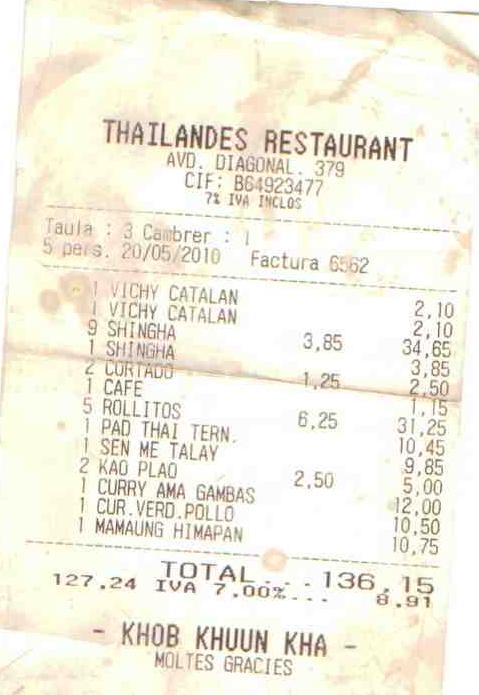 THAILANDES RESTAURANT
AVD. DIAGONAL. 379
CIF: B64923477
7% IVA INCLOS
Taula : 3 Cambrer : 1
5 pers. 20/05/2010 Factura 6562
1 VICHY CATALAN 2,10
1 VICHY CATALAN 2,10
9 SHINGHA 3,85 34,65
1 SHINGHA 3,85
2 CORTADO 1,25 2,50
1 CAFE 1,15
5 ROLLITOS 6,25 31,25
1 PAD THAI TERN. 10,45
1 SEN ME TALAY 9,85
2 KAO PLAO 2,50 5,00
1 CURRY AMA GAMBAS 12,00
1 CUR.VERD.POLLO 10,50
1 MAMAUNG HIMAPAN 10,75
TOTAL... 136,15
127.24 IVA 7.00%... 8.91
- KHOB KHUUN KHA -
MOLTES GRACIES